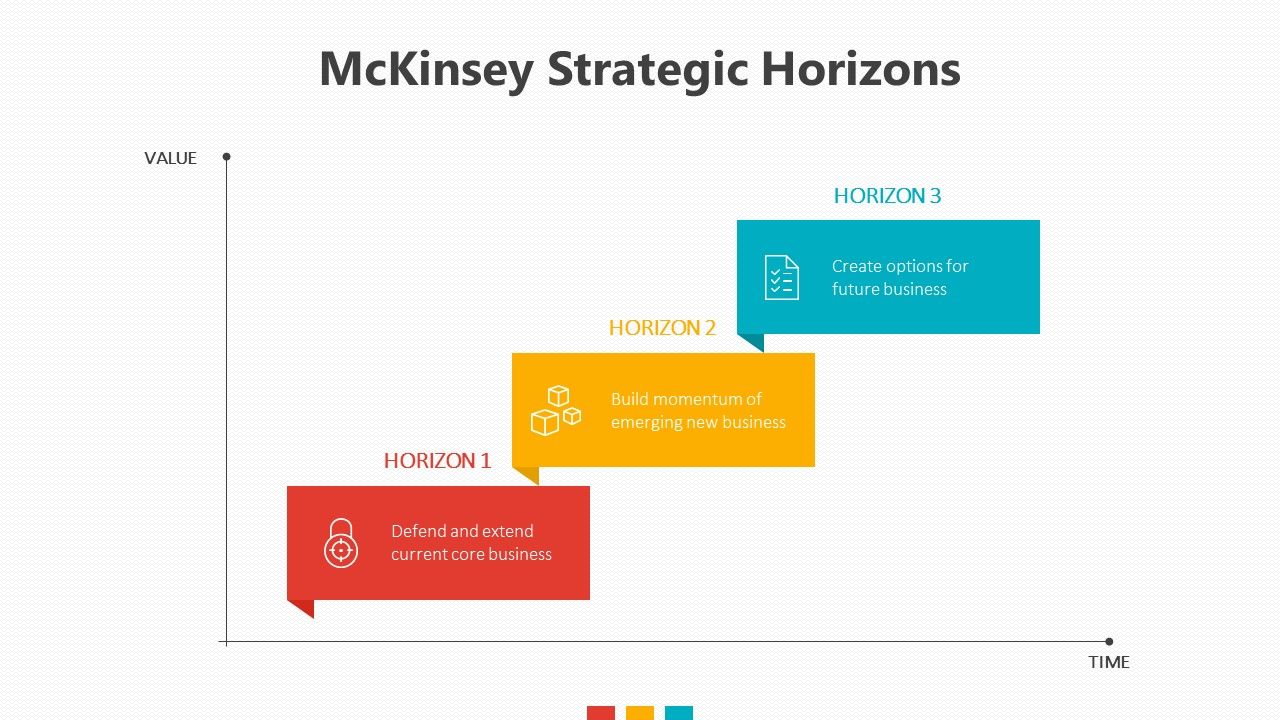 McKinsey Strategic Horizons
VALUE
HORIZON 3
Create options for
future business
HORIZON 2
Build momentum of
emerging new business
HORIZON 1
Defend and extend
current core business
TIME